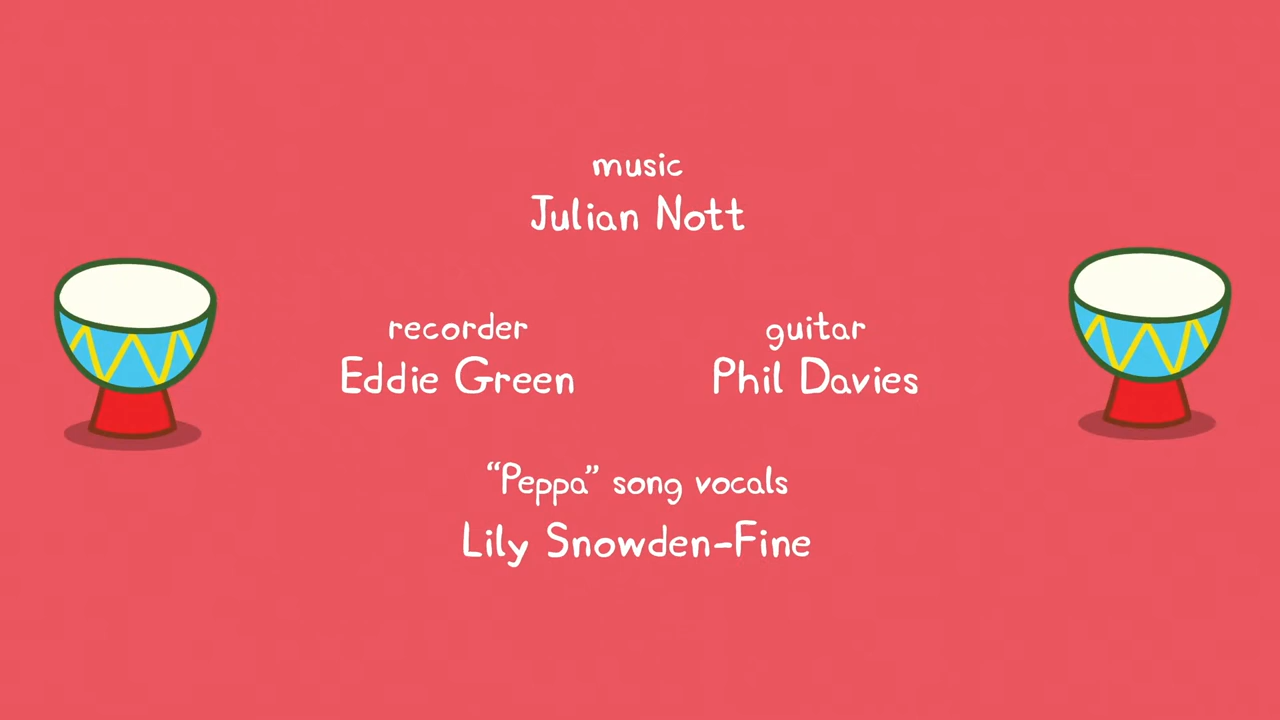 music
Julian Nott
recorder
Eddie Green
guitar
Phil Davies
“Peppa” song vocals
Lily Snowden-Fine